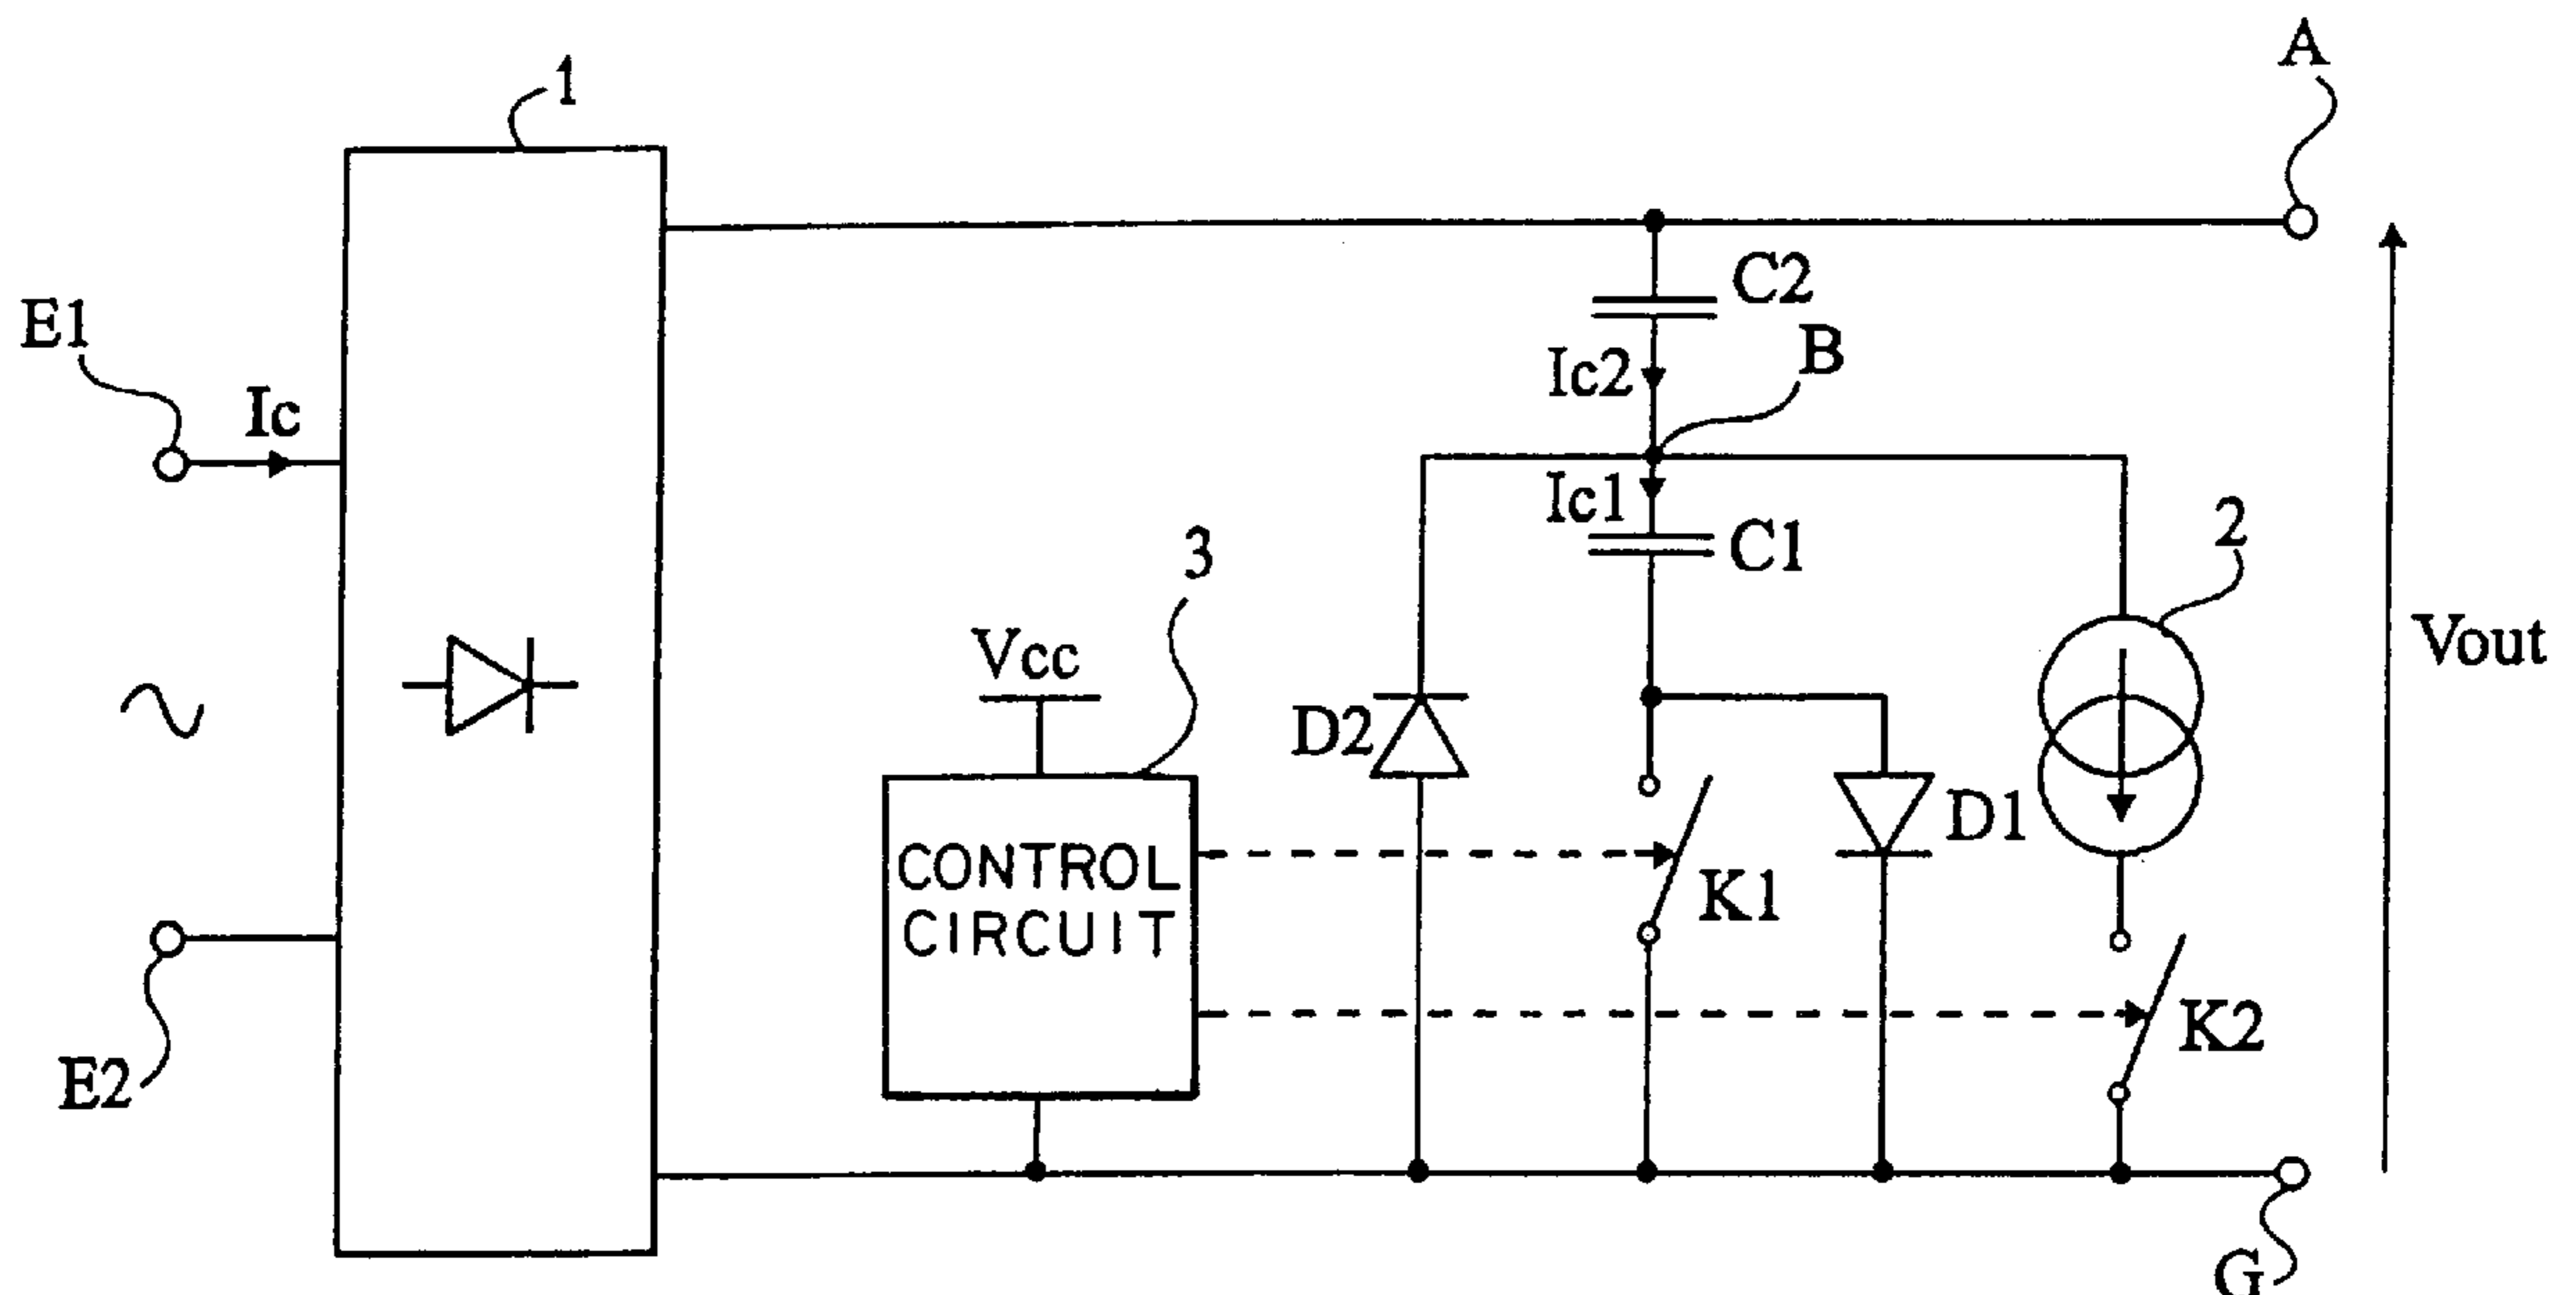 A
1
C2
E1
B
Ic2
Ic
Ic1
2
C1
3
Vcc
Vout
D2
D1
CONTROL
CIRCUIT
K1
K2
E2
G